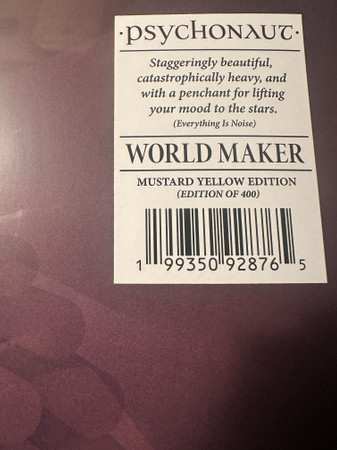 ·PSYCHONAUT·
Staggeringly beautiful,
catastrophically heavy, and
with a penchant for lifting
your mood to the stars.
(Everything Is Noise)
WORLD MAKER
MUSTARD YELLOW EDITION
(EDITION OF 400)
1 99350 92876 5